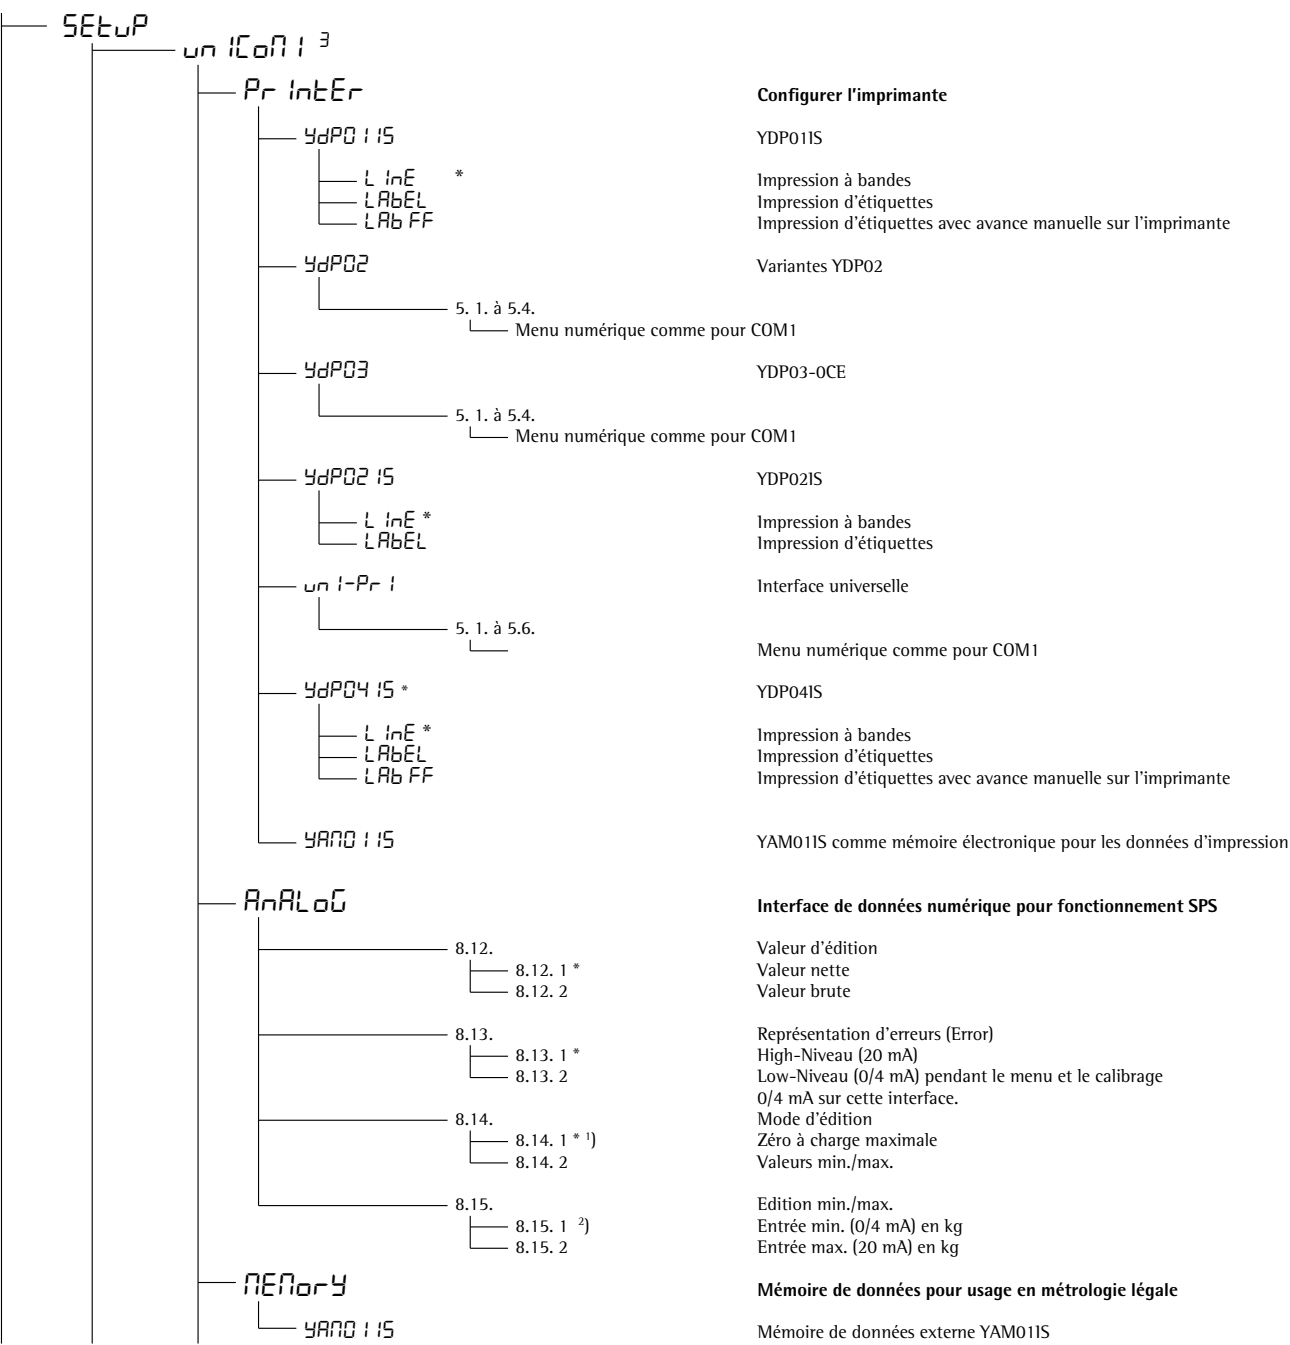 SEtuP
unICoM1 3
PrIntEr Configurer l'imprimante
YdP01IS YDP01IS
LInE * Impression à bandes
LAbEL Impression d'étiquettes
LAb FF Impression d'étiquettes avec avance manuelle sur l'imprimante
YdP02 Variantes YDP02
5. 1. à 5.4.
Menu numérique comme pour COM1
YdP03 YDP03-0CE
5. 1. à 5.4.
Menu numérique comme pour COM1
YdP02IS YDP02IS
LInE * Impression à bandes
LAbEL Impression d'étiquettes
unI-PrI Interface universelle
5. 1. à 5.6.
Menu numérique comme pour COM1
YdP04IS * YDP04IS
LInE * Impression à bandes
LAbEL Impression d'étiquettes
LAb FF Impression d'étiquettes avec avance manuelle sur l'imprimante
YAM01IS YAM01IS comme mémoire électronique pour les données d'impression
AnALoG Interface de données numérique pour fonctionnement SPS
8.12. Valeur d'édition
8.12. 1 * Valeur nette
8.12. 2 Valeur brute
8.13. Représentation d'erreurs (Error)
8.13. 1 * High-Niveau (20 mA)
8.13. 2 Low-Niveau (0/4 mA) pendant le menu et le calibrage
0/4 mA sur cette interface.
8.14. Mode d'édition
8.14. 1 * 1) Zéro à charge maximale
8.14. 2 Valeurs min./max.
8.15. Edition min./max.
8.15. 1 2) Entrée min. (0/4 mA) en kg
8.15. 2 Entrée max. (20 mA) en kg
MEMorY Mémoire de données pour usage en métrologie légale
YAM01IS Mémoire de données externe YAM01IS